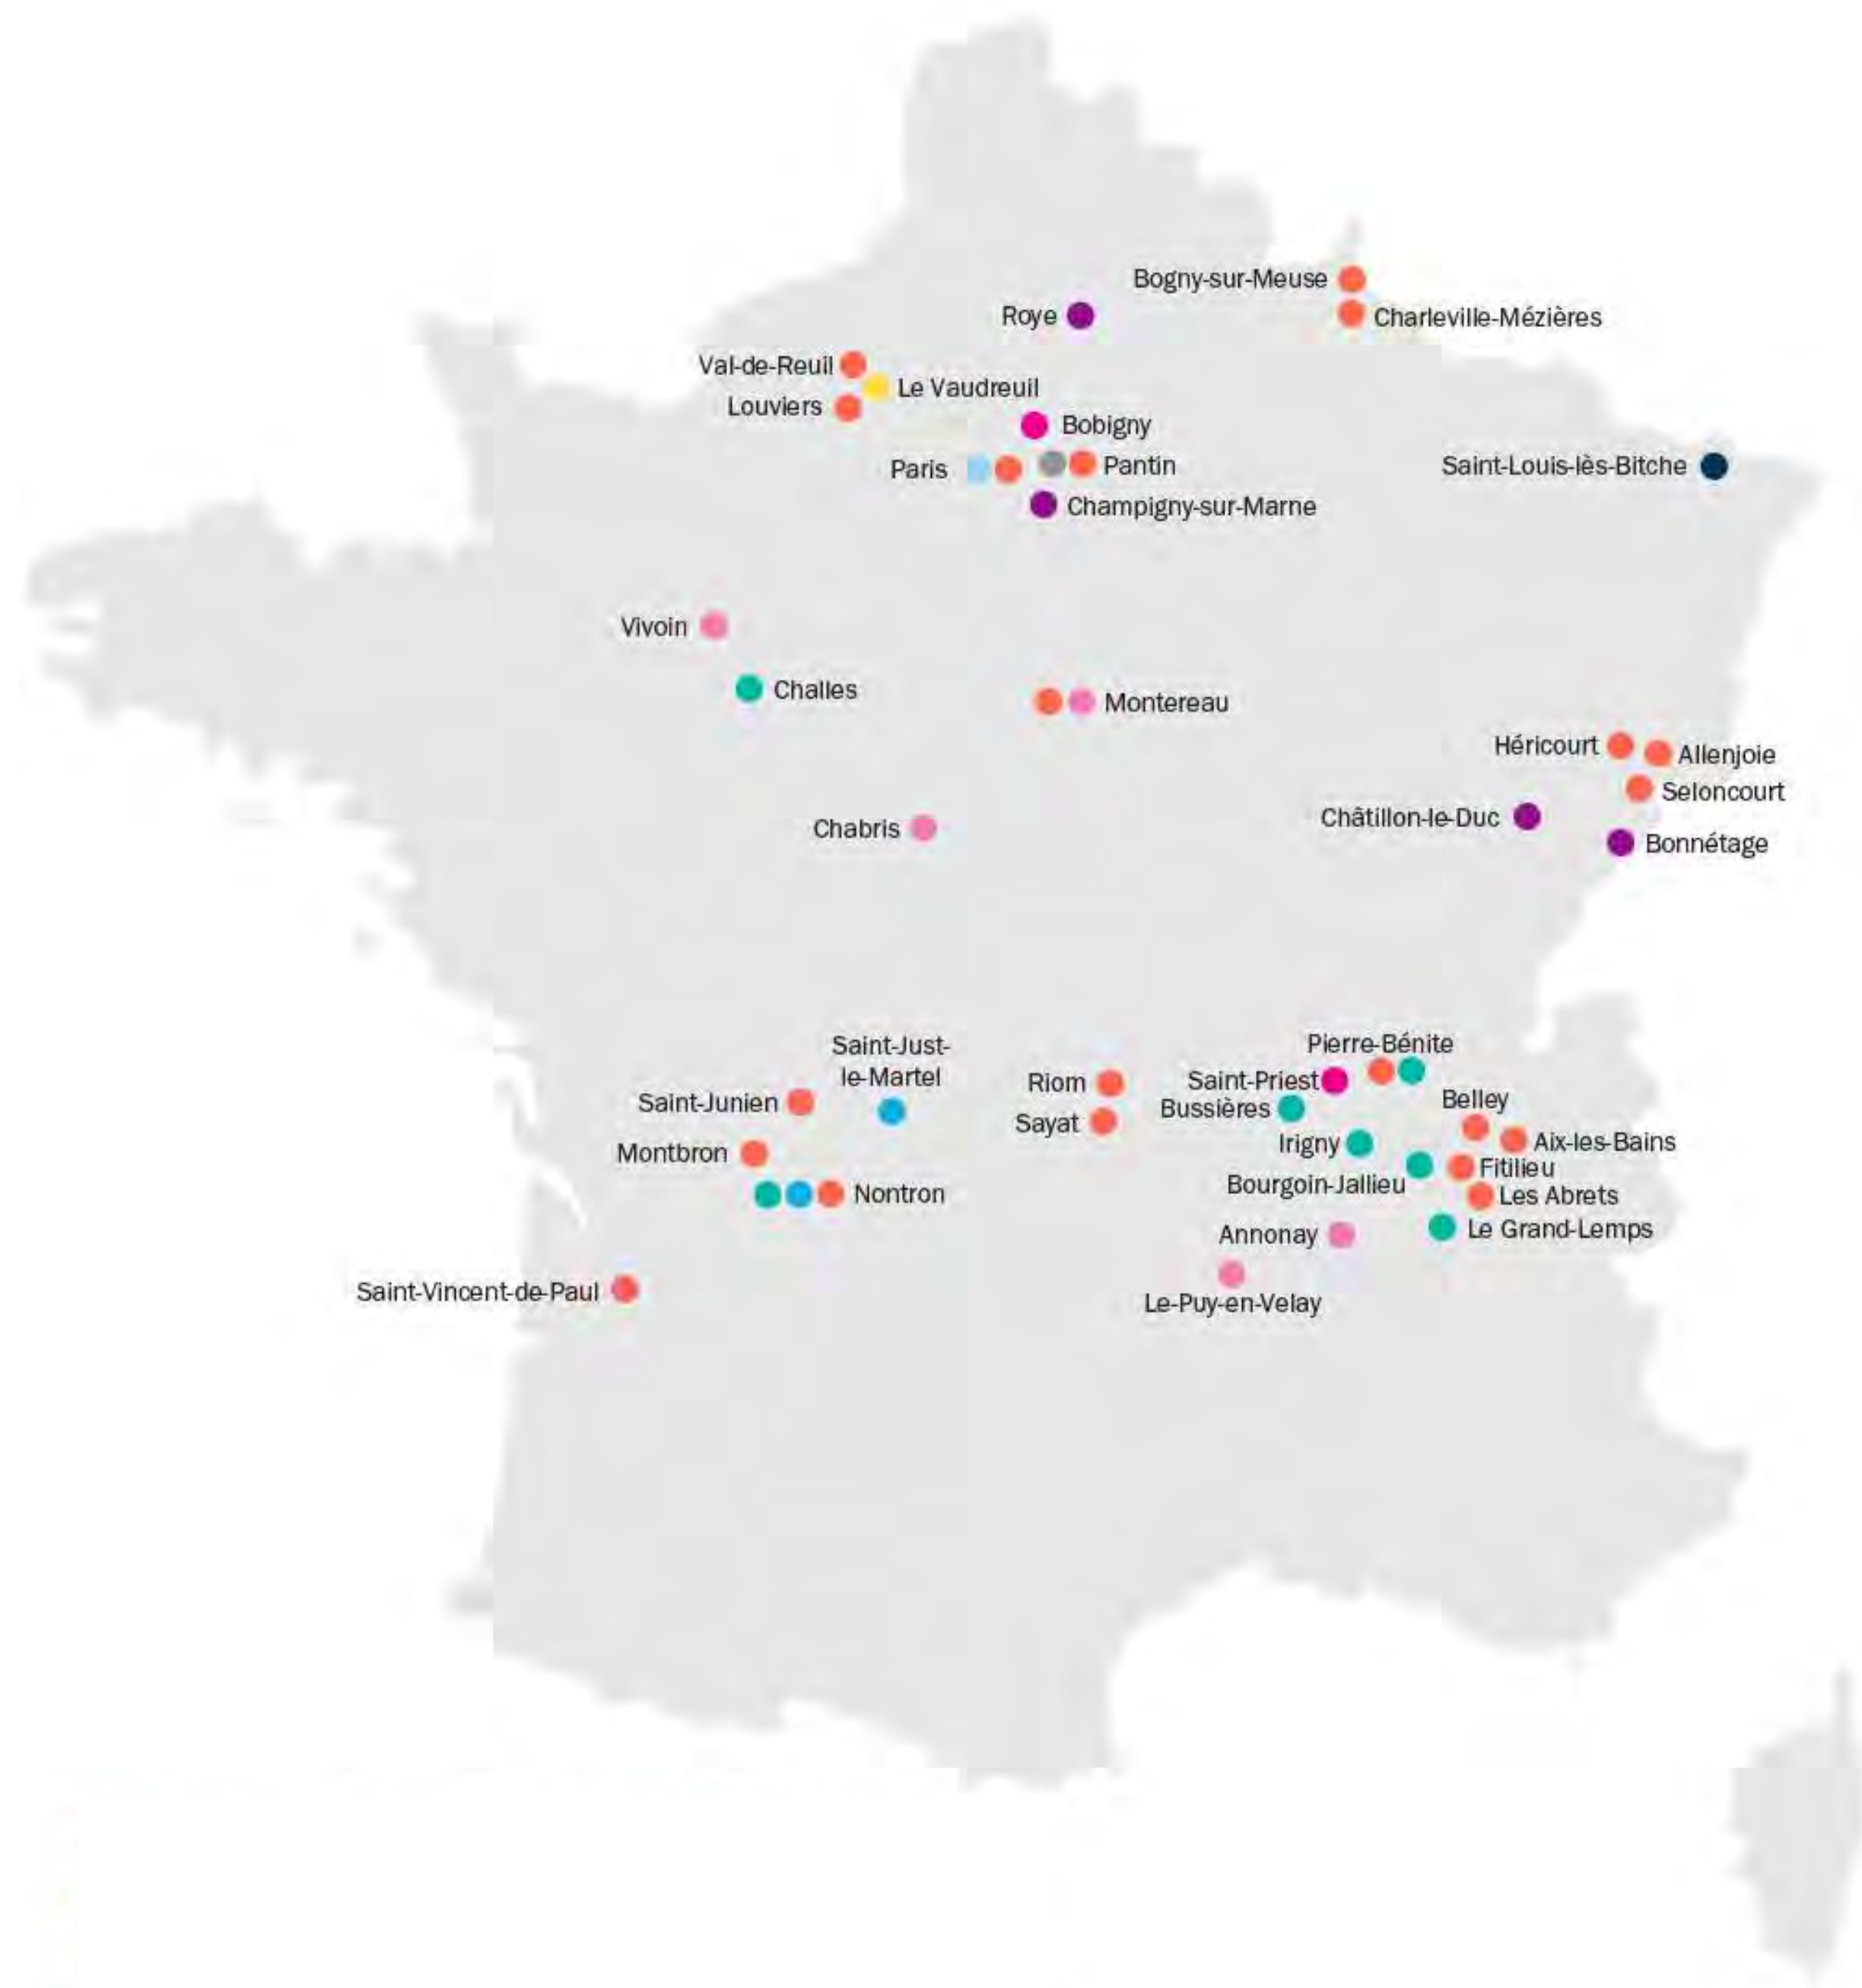 Bogny-sur-Meuse
Roye
Charleville-Mézières
Val-de-Reuil
Le Vaudreuil
Louviers
Bobigny
Paris
Pantin
Saint-Louis-lès-Bitche
Champigny-sur-Marne
Vivoin
Challes
Montereau
Héricourt
Allenjoie
Seloncourt
Châtillon-le-Duc
Chabris
Bonnétage
Saint-Just-
le-Martel
Pierre-Bénite
Riom
Saint-Priest
Saint-Junien
Bussières
Belley
Sayat
Irigny
Aix-les-Bains
Montbron
Fitilieu
Bourgoin-Jallieu
Nontron
Les Abrets
Annonay
Le Grand-Lemps
Saint-Vincent-de-Paul
Le-Puy-en-Velay